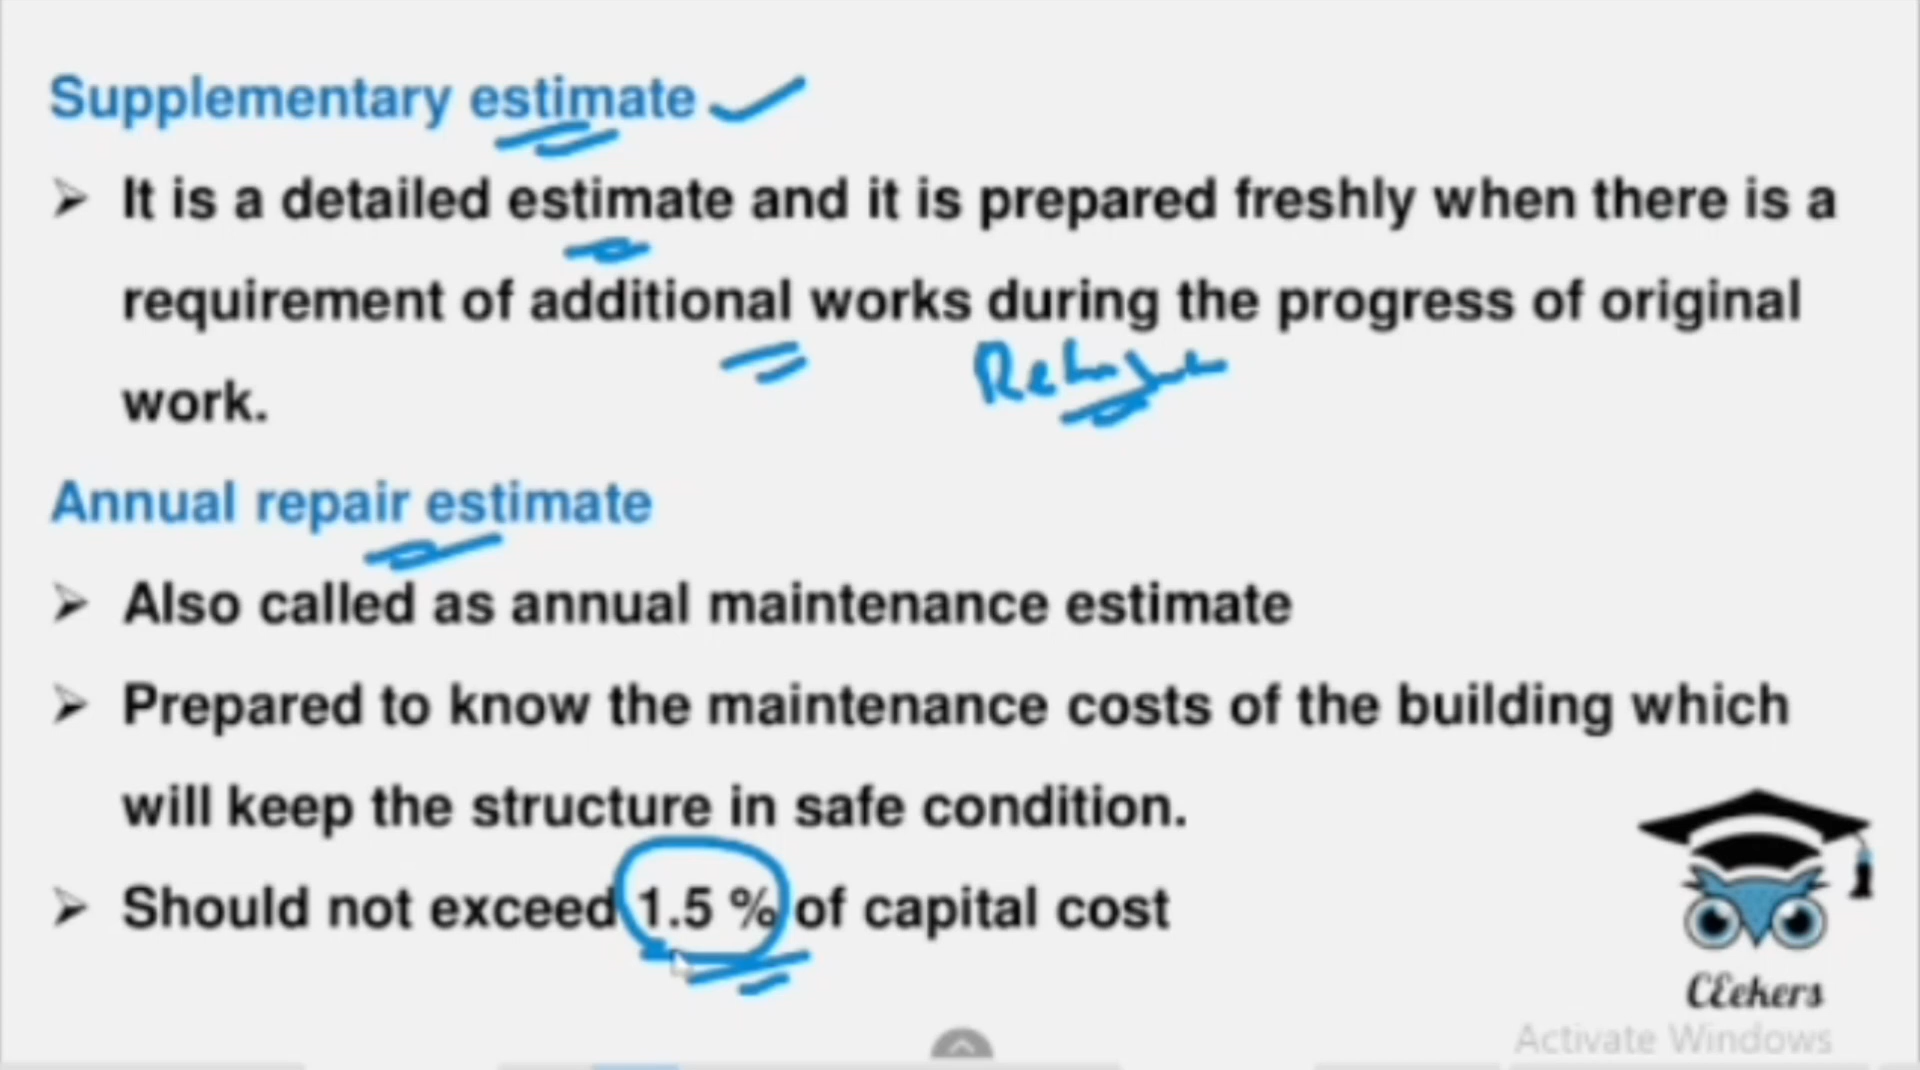 Supplementary estimate
➢ It is a detailed estimate and it is prepared freshly when there is a
requirement of additional works during the progress of original
work.
Annual repair estimate
➢ Also called as annual maintenance estimate
➢ Prepared to know the maintenance costs of the building which
will keep the structure in safe condition.
➢ Should not exceed 1.5 % of capital cost
CEekers
Activate Windows